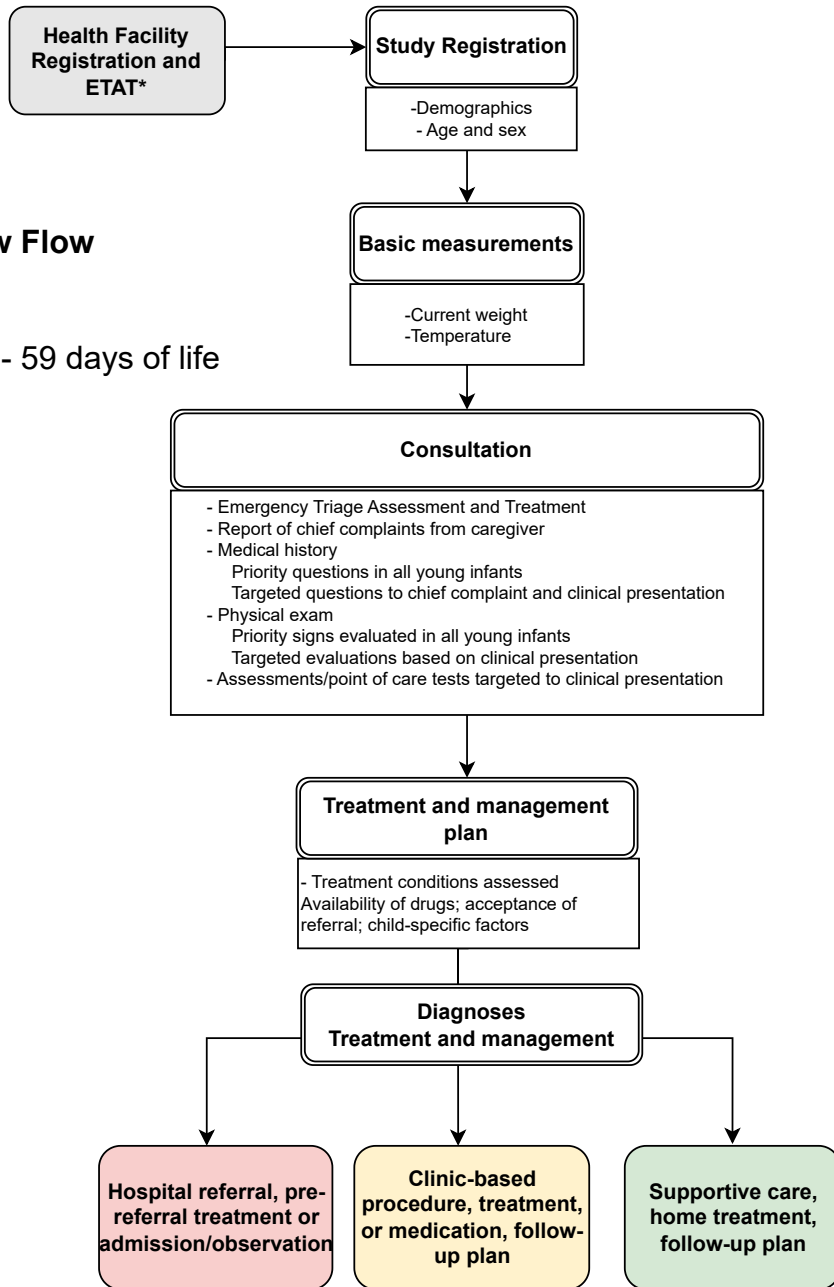 Health Facility
Registration and
ETAT*
Study Registration
-Demographics
- Age and sex
Flow
Basic measurements
- 59 days of life
-Current weight
-Temperature
Consultation
- Emergency Triage Assessment and Treatment
- Report of chief complaints from caregiver
- Medical history
Priority questions in all young infants
Targeted questions to chief complaint and clinical presentation
- Physical exam
Priority signs evaluated in all young infants
Targeted evaluations based on clinical presentation
- Assessments/point of care tests targeted to clinical presentation
Treatment and management
plan
- Treatment conditions assessed
Availability of drugs; acceptance of
referral; child-specific factors
Diagnoses
Treatment and management
Hospital referral, pre-
referral treatment or
admission/observation
Clinic-based
procedure, treatment,
or medication, follow-
up plan
Supportive care,
home treatment,
follow-up plan